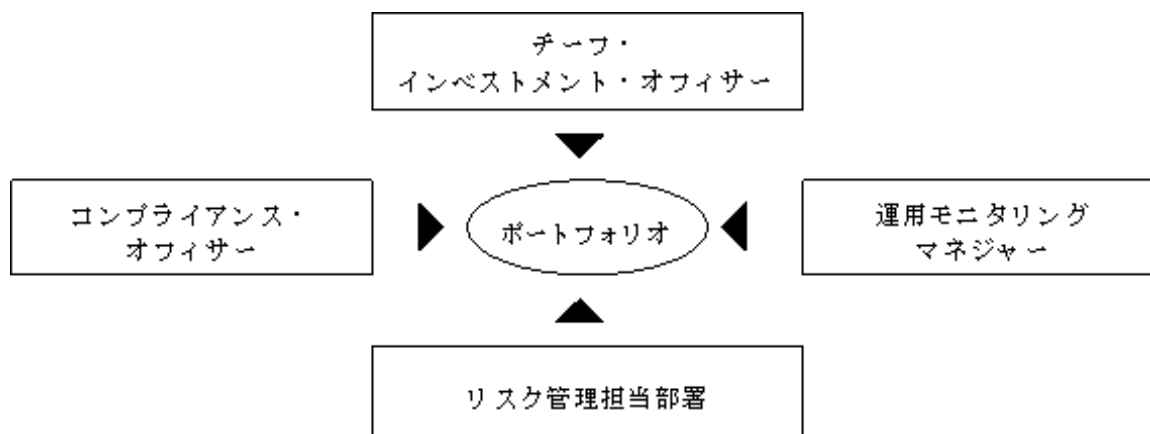 チーフ・
インベストメント・オフィサー
コンプライアンス・
オフィサー
ポートフォリオ
運用モニタリング
マネジャー
リスク管理担当部署